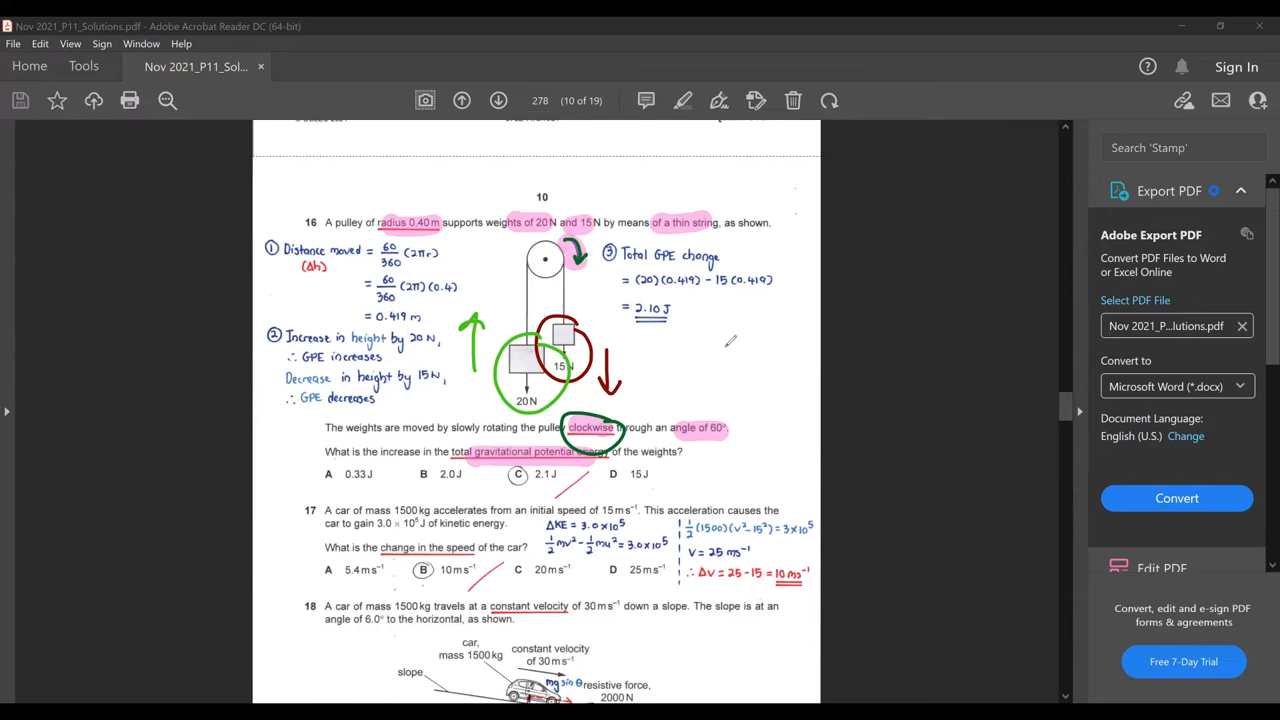 Nov 2021_P11_Solutions.pdf - Adobe Acrobat Reader DC (64-bit)
File Edit View Sign Window Help
Home Tools Nov 2021_P11_Sol... × Sign In
278 (10 of 19)
Search 'Stamp'
Export PDF
Adobe Export PDF
Convert PDF Files to Word
or Excel Online
Select PDF File
Nov 2021_P...lutions.pdf
Convert to
Microsoft Word (*.docx)
Document Language:
English (U.S.) Change
Convert
Edit PDF
Convert, edit and e-sign PDF
forms & agreements
Free 7-Day Trial
10
16 A pulley of radius 0.40 m supports weights of 20 N and 15 N by means of a thin string, as shown.
① Distance moved = 60/360 (2πr)
(Δh)
= 60/360 (2π)(0.4)
= 0.419 m
② Increase in height by 20 N,
∴ GPE increases
Decrease in height by 15 N,
∴ GPE decreases
③ Total GPE change
= (20)(0.419) − 15(0.419)
= 2.10 J
15 N
20 N
The weights are moved by slowly rotating the pulley clockwise through an angle of 60°.
What is the increase in the total gravitational potential energy of the weights?
A 0.33 J B 2.0 J C 2.1 J D 15 J
17 A car of mass 1500 kg accelerates from an initial speed of 15 m s⁻¹. This acceleration causes the
car to gain 3.0 × 10⁵ J of kinetic energy.
What is the change in the speed of the car?
ΔKE = 3.0 × 10⁵
½mv² − ½mu² = 3.0 × 10⁵
½(1500)(v² − 15²) = 3 × 10⁵
v = 25 ms⁻¹
∴ Δv = 25 − 15 = 10 ms⁻¹
A 5.4 m s⁻¹ B 10 m s⁻¹ C 20 m s⁻¹ D 25 m s⁻¹
18 A car of mass 1500 kg travels at a constant velocity of 30 m s⁻¹ down a slope. The slope is at an
angle of 6.0° to the horizontal, as shown.
car,
mass 1500 kg
constant velocity
of 30 m s⁻¹
slope
mg sin θ
resistive force,
2000 N